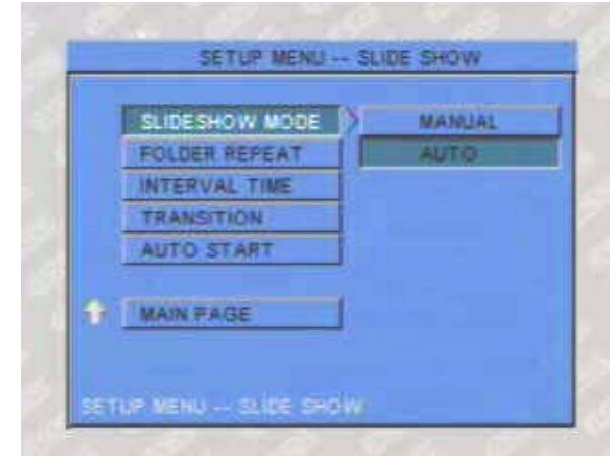 SETUP MENU -- SLIDE SHOW
SLIDESHOW MODE
MANUAL
FOLDER REPEAT
AUTO
INTERVAL TIME
TRANSITION
AUTO START
MAIN PAGE
SETUP MENU -- SLIDE SHOW